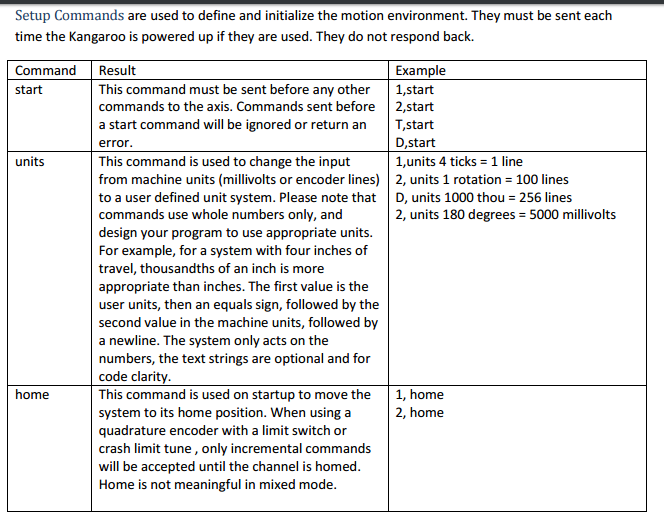 Setup Commands are used to define and initialize the motion environment. They must be sent each
time the Kangaroo is powered up if they are used. They do not respond back.
Command Result Example
start This command must be sent before any other 1,start
commands to the axis. Commands sent before 2,start
a start command will be ignored or return an T,start
error. D,start
units This command is used to change the input 1,units 4 ticks = 1 line
from machine units (millivolts or encoder lines) 2, units 1 rotation = 100 lines
to a user defined unit system. Please note that D, units 1000 thou = 256 lines
commands use whole numbers only, and 2, units 180 degrees = 5000 millivolts
design your program to use appropriate units.
For example, for a system with four inches of
travel, thousandths of an inch is more
appropriate than inches. The first value is the
user units, then an equals sign, followed by the
second value in the machine units, followed by
a newline. The system only acts on the
numbers, the text strings are optional and for
code clarity.
home This command is used on startup to move the 1, home
system to its home position. When using a 2, home
quadrature encoder with a limit switch or
crash limit tune , only incremental commands
will be accepted until the channel is homed.
Home is not meaningful in mixed mode.